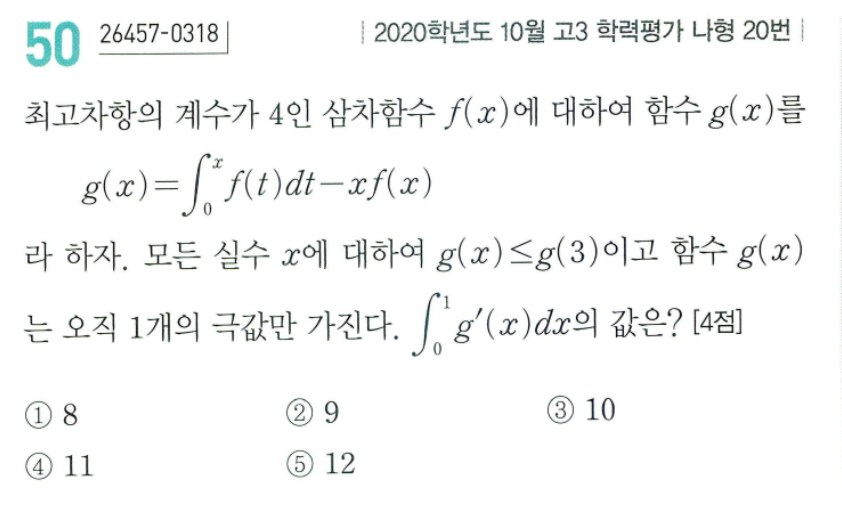 50 26457-0318 | 2020학년도 10월 고3 학력평가 나형 20번 |
최고차항의 계수가 4인 삼차함수 f(x)에 대하여 함수 g(x)를
g(x)=∫₀ˣ f(t)dt-xf(x)
라 하자. 모든 실수 x에 대하여 g(x)≤g(3)이고 함수 g(x)
는 오직 1개의 극값만 가진다. ∫₀¹ g′(x)dx의 값은? [4점]
① 8 ② 9 ③ 10
④ 11 ⑤ 12